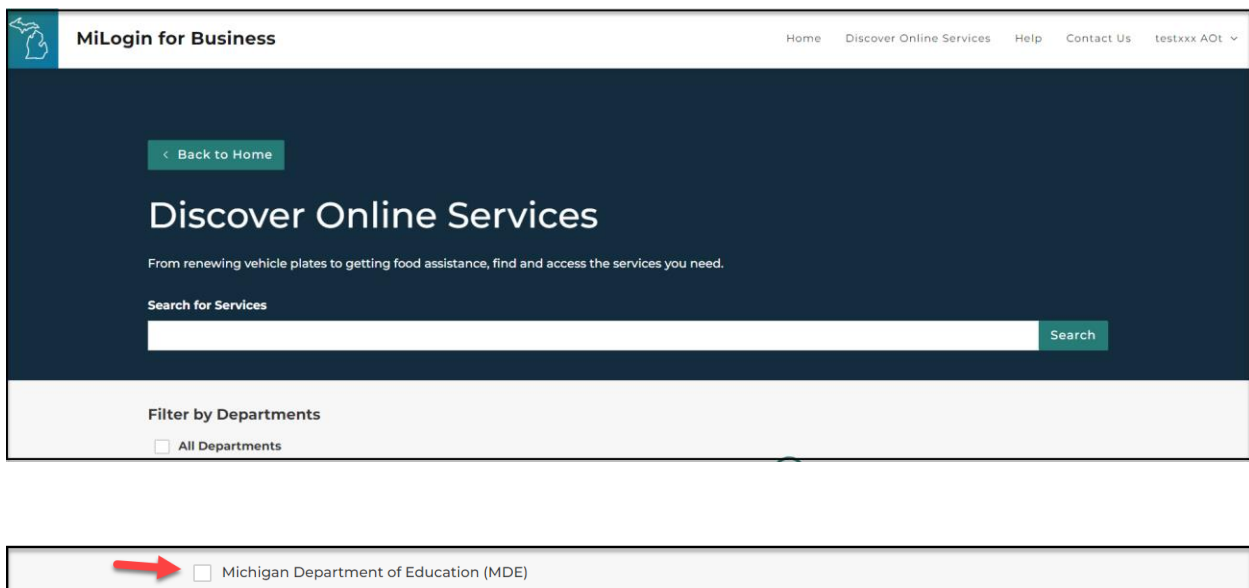 MiLogin for Business
Home Discover Online Services Help Contact Us testxxx AOt
< Back to Home
Discover Online Services
From renewing vehicle plates to getting food assistance, find and access the services you need.
Search for Services
Search
Filter by Departments
All Departments
Michigan Department of Education (MDE)